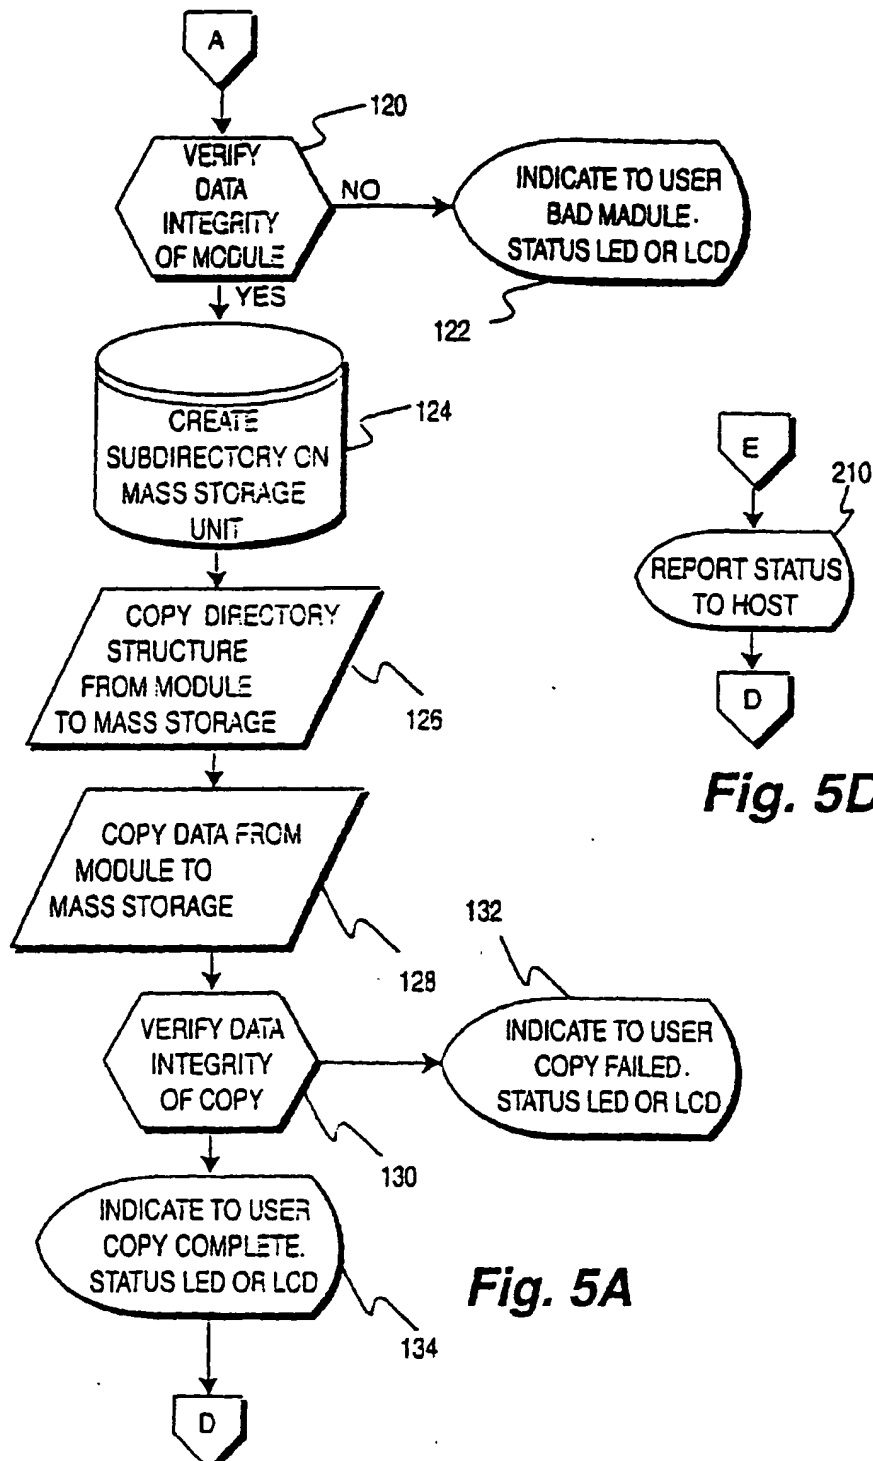 A
120
VERIFY
DATA
INTEGRITY
OF MODULE
NO
INDICATE TO USER
BAD MADULE.
STATUS LED OR LCD
122
YES
CREATE
SUBDIRECTORY ON
MASS STORAGE
UNIT
124
E
210
REPORT STATUS
TO HOST
D
Fig. 5D
COPY DIRECTORY
STRUCTURE
FROM MODULE
TO MASS STORAGE
126
COPY DATA FROM
MODULE TO
MASS STORAGE
128
132
VERIFY DATA
INTEGRITY
OF COPY
130
INDICATE TO USER
COPY FAILED.
STATUS LED OR LCD
INDICATE TO USER
COPY COMPLETE.
STATUS LED OR LCD
134
Fig. 5A
D